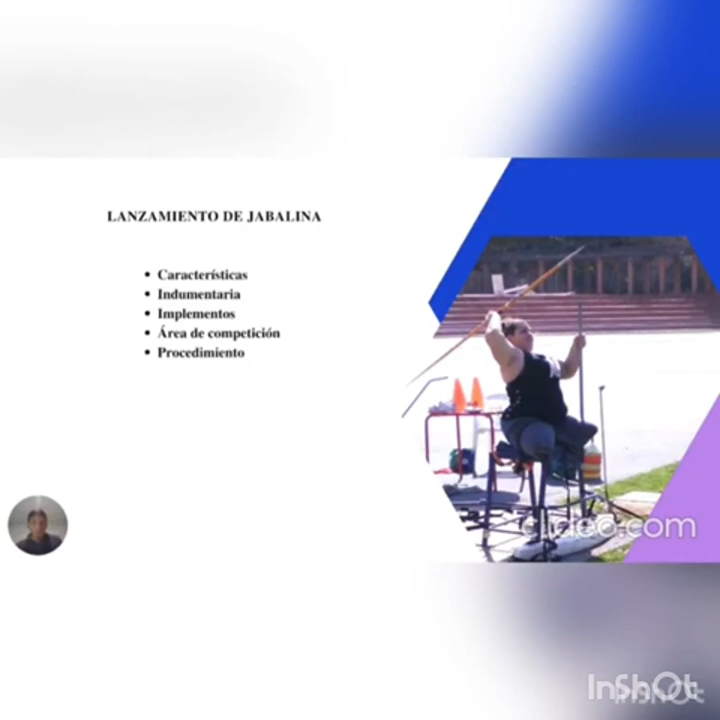 LANZAMIENTO DE JABALINA
• Características
• Indumentaria
• Implementos
• Área de competición
• Procedimiento
clideo.com
InShOt